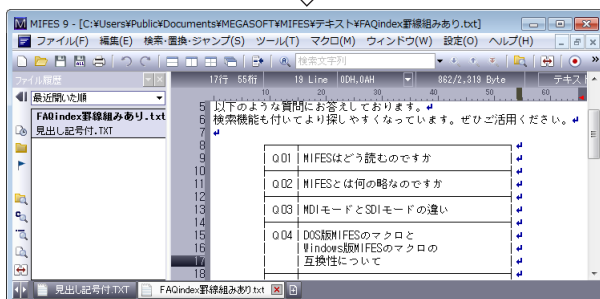 MIFES 9 - [C:¥Users¥Public¥Documents¥MEGASOFT¥MIFES¥テキスト¥FAQindex罫線組みあり.txt]
ファイル(F) 編集(E) 検索・置換・ジャンプ(S) ツール(T) マクロ(M) ウィンドウ(W) 設定(O) ヘルプ(H)
検索文字列
ファイル履歴
17行 55桁 19 Line 0DH,0AH 862/2,319 Byte テキスト
最近開いた順
10 20 30 40 50 60
FAQindex罫線組みあり.txt
見出し記号付.TXT
5 以下のような質問にお答えしております。
6 検索機能も付いてより探しやすくなっています。ぜひご活用ください。
7
8
9 Q01 MIFESはどう読むのですか
10
11 Q02 MIFESとは何の略なのですか
12
13 Q03 MDIモードとSDIモードの違い
14
15 Q04 DOS版MIFESのマクロと
16 Windows版MIFESのマクロの
17 互換性について
18
見出し記号付.TXT FAQindex罫線組みあり.txt